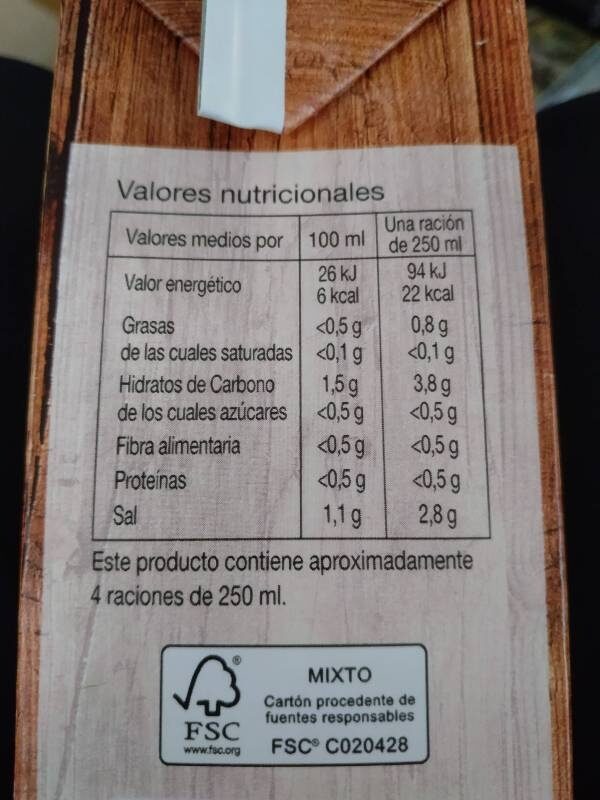 Valores nutricionales
Valores medios por 100 ml Una ración de 250 ml
Valor energético 26 kJ 94 kJ
6 kcal 22 kcal
Grasas <0,5 g 0,8 g
de las cuales saturadas <0,1 g <0,1 g
Hidratos de Carbono 1,5 g 3,8 g
de los cuales azúcares <0,5 g <0,5 g
Fibra alimentaria <0,5 g <0,5 g
Proteínas <0,5 g <0,5 g
Sal 1,1 g 2,8 g
Este producto contiene aproximadamente
4 raciones de 250 ml.
®
FSC
www.fsc.org
MIXTO
Cartón procedente de
fuentes responsables
FSC® C020428